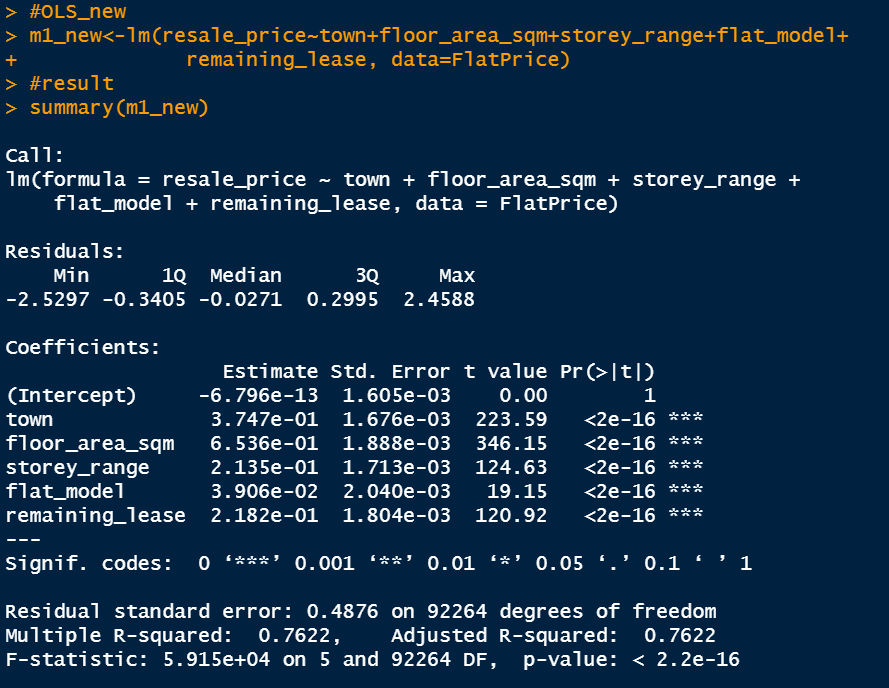 > #OLS_new
> m1_new<-lm(resale_price~town+floor_area_sqm+storey_range+flat_model+
+              remaining_lease, data=FlatPrice)
> #result
> summary(m1_new)

Call:
lm(formula = resale_price ~ town + floor_area_sqm + storey_range +
    flat_model + remaining_lease, data = FlatPrice)

Residuals:
    Min      1Q  Median      3Q     Max
-2.5297 -0.3405 -0.0271  0.2995  2.4588

Coefficients:
                  Estimate Std. Error t value Pr(>|t|)
(Intercept)     -6.796e-13  1.605e-03    0.00        1
town             3.747e-01  1.676e-03  223.59   <2e-16 ***
floor_area_sqm   6.536e-01  1.888e-03  346.15   <2e-16 ***
storey_range     2.135e-01  1.713e-03  124.63   <2e-16 ***
flat_model       3.906e-02  2.040e-03   19.15   <2e-16 ***
remaining_lease  2.182e-01  1.804e-03  120.92   <2e-16 ***
---
Signif. codes:  0 ‘***’ 0.001 ‘**’ 0.01 ‘*’ 0.05 ‘.’ 0.1 ‘ ’ 1

Residual standard error: 0.4876 on 92264 degrees of freedom
Multiple R-squared:  0.7622,    Adjusted R-squared:  0.7622
F-statistic: 5.915e+04 on 5 and 92264 DF,  p-value: < 2.2e-16